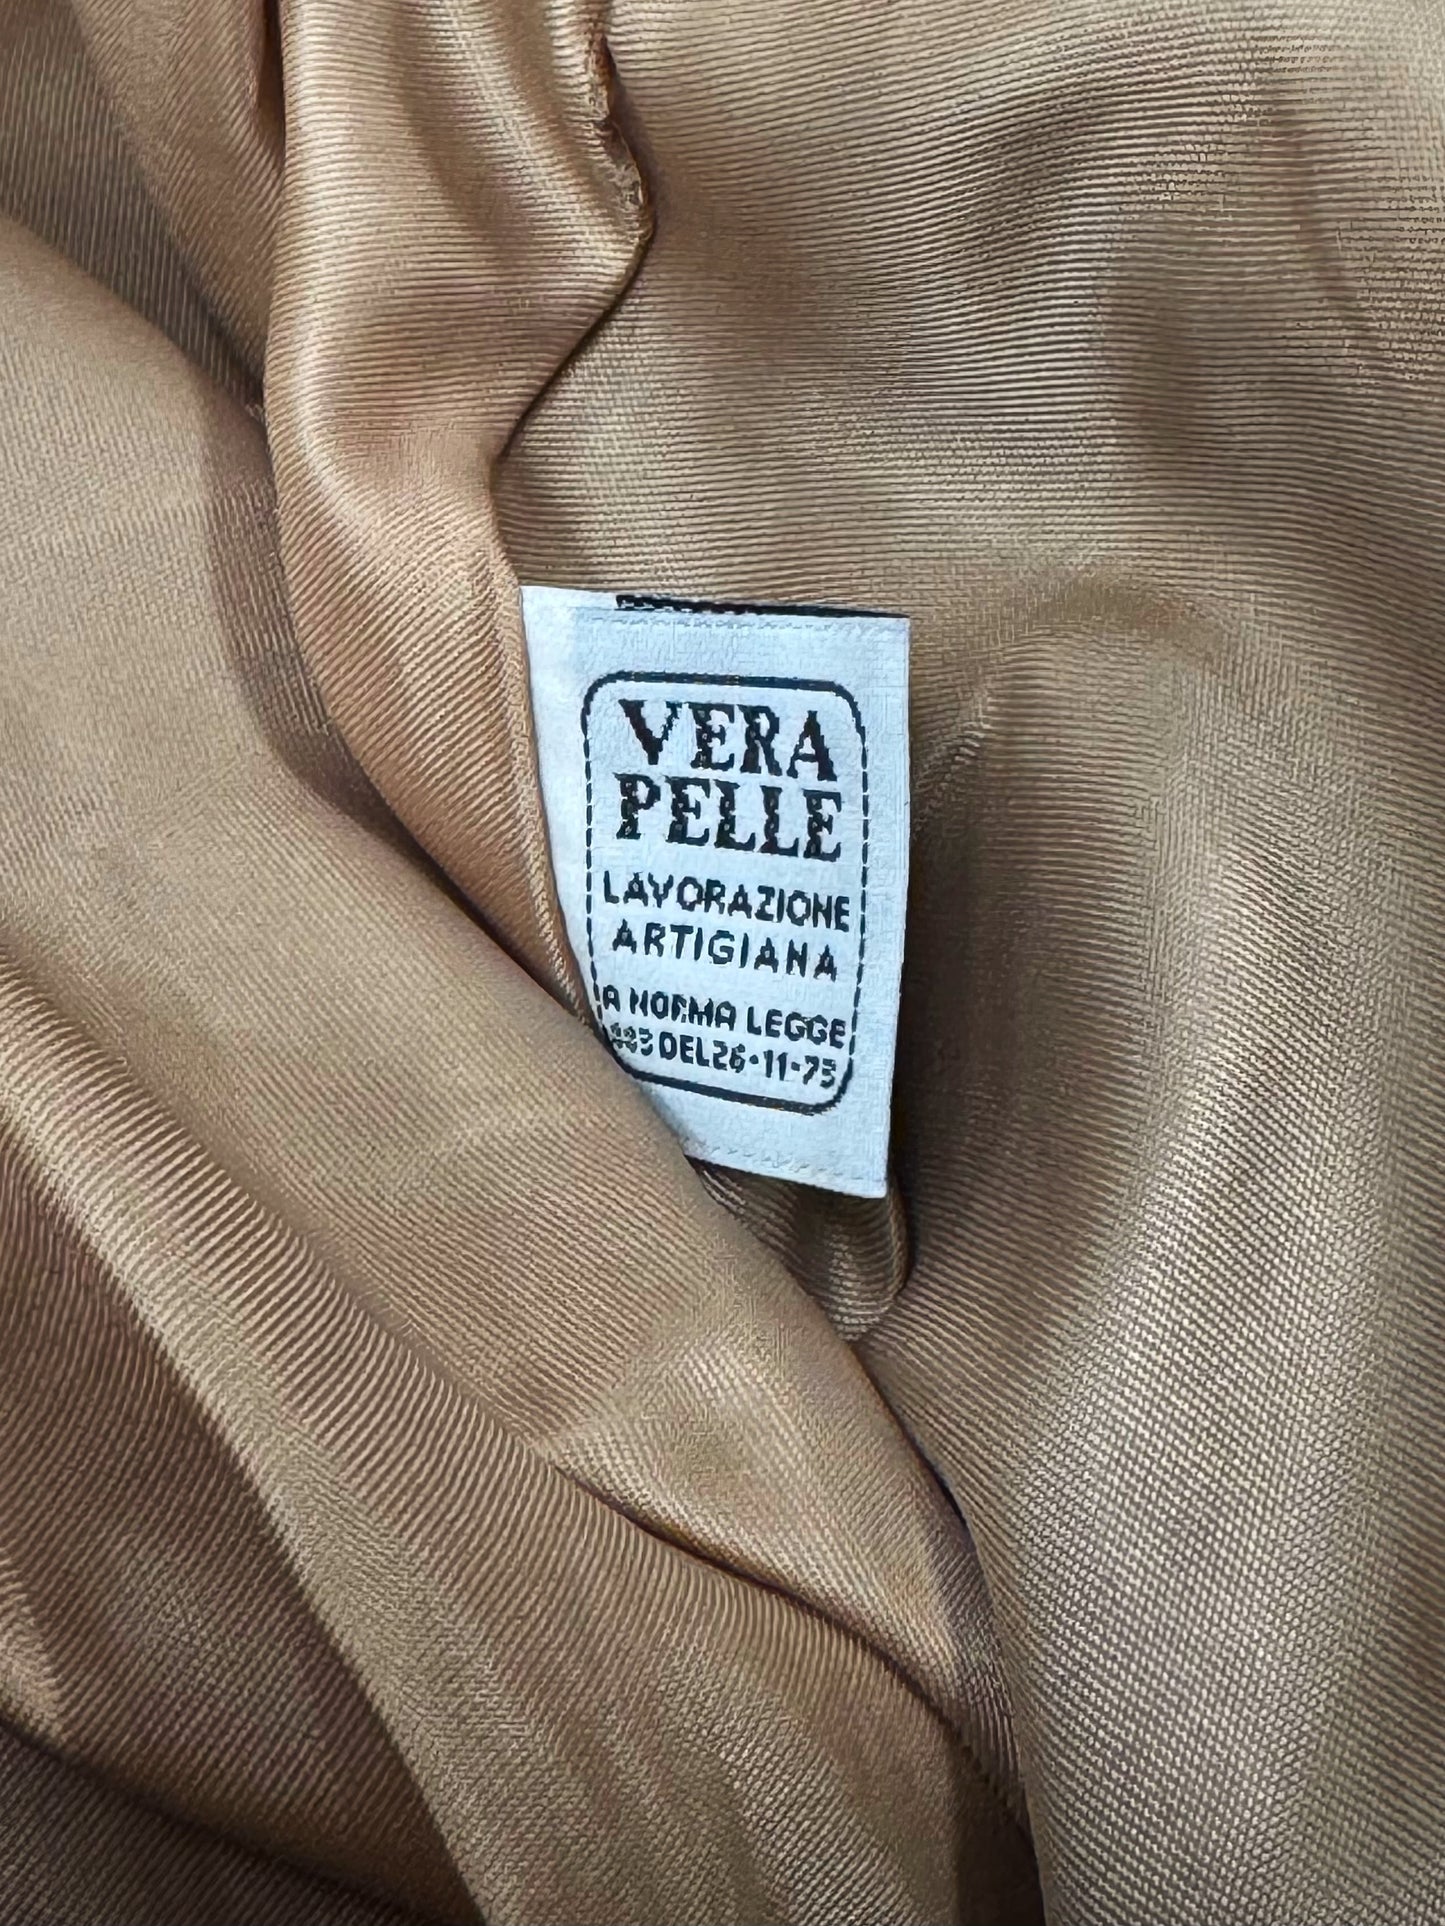 VERA
PELLE
LAVORAZIONE
ARTIGIANA
A NORMA LEGGE
DEL 26·11·75